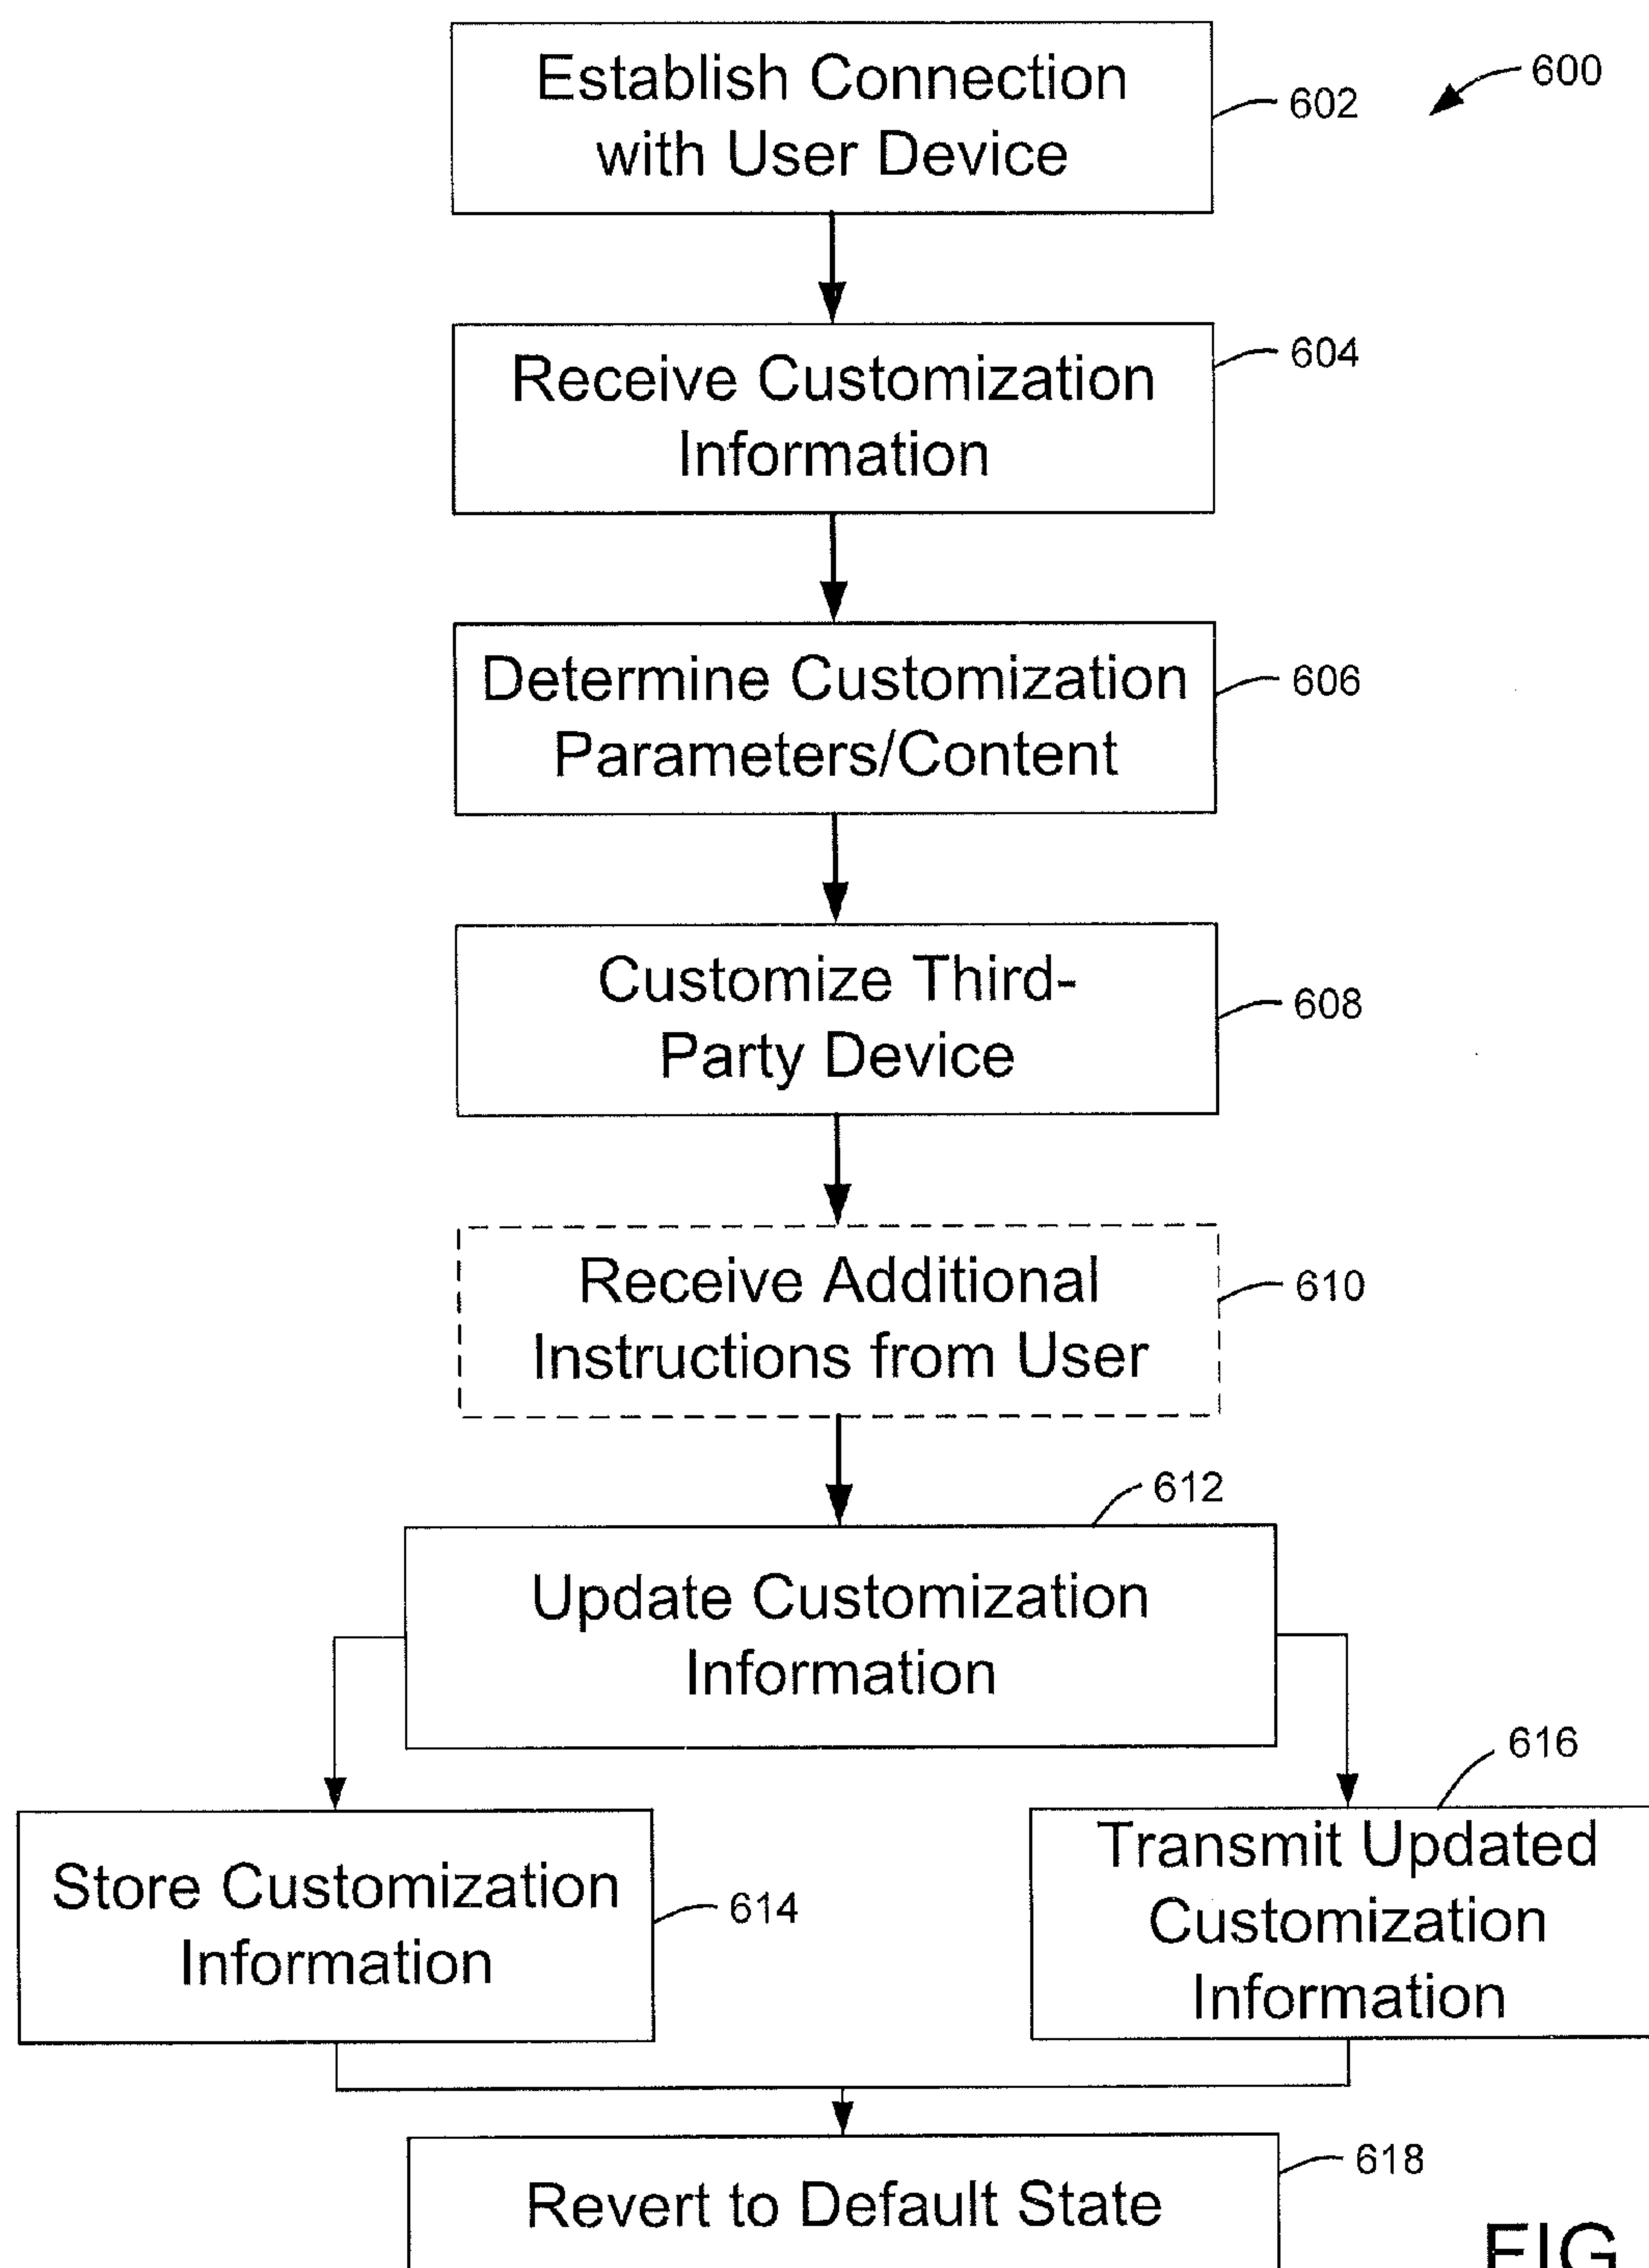 Establish Connection
with User Device
602
600
Receive Customization
Information
604
Determine Customization
Parameters/Content
606
Customize Third-
Party Device
608
Receive Additional
Instructions from User
610
612
Update Customization
Information
616
Store Customization
Information
614
Transmit Updated
Customization
Information
Revert to Default State
618
FIG